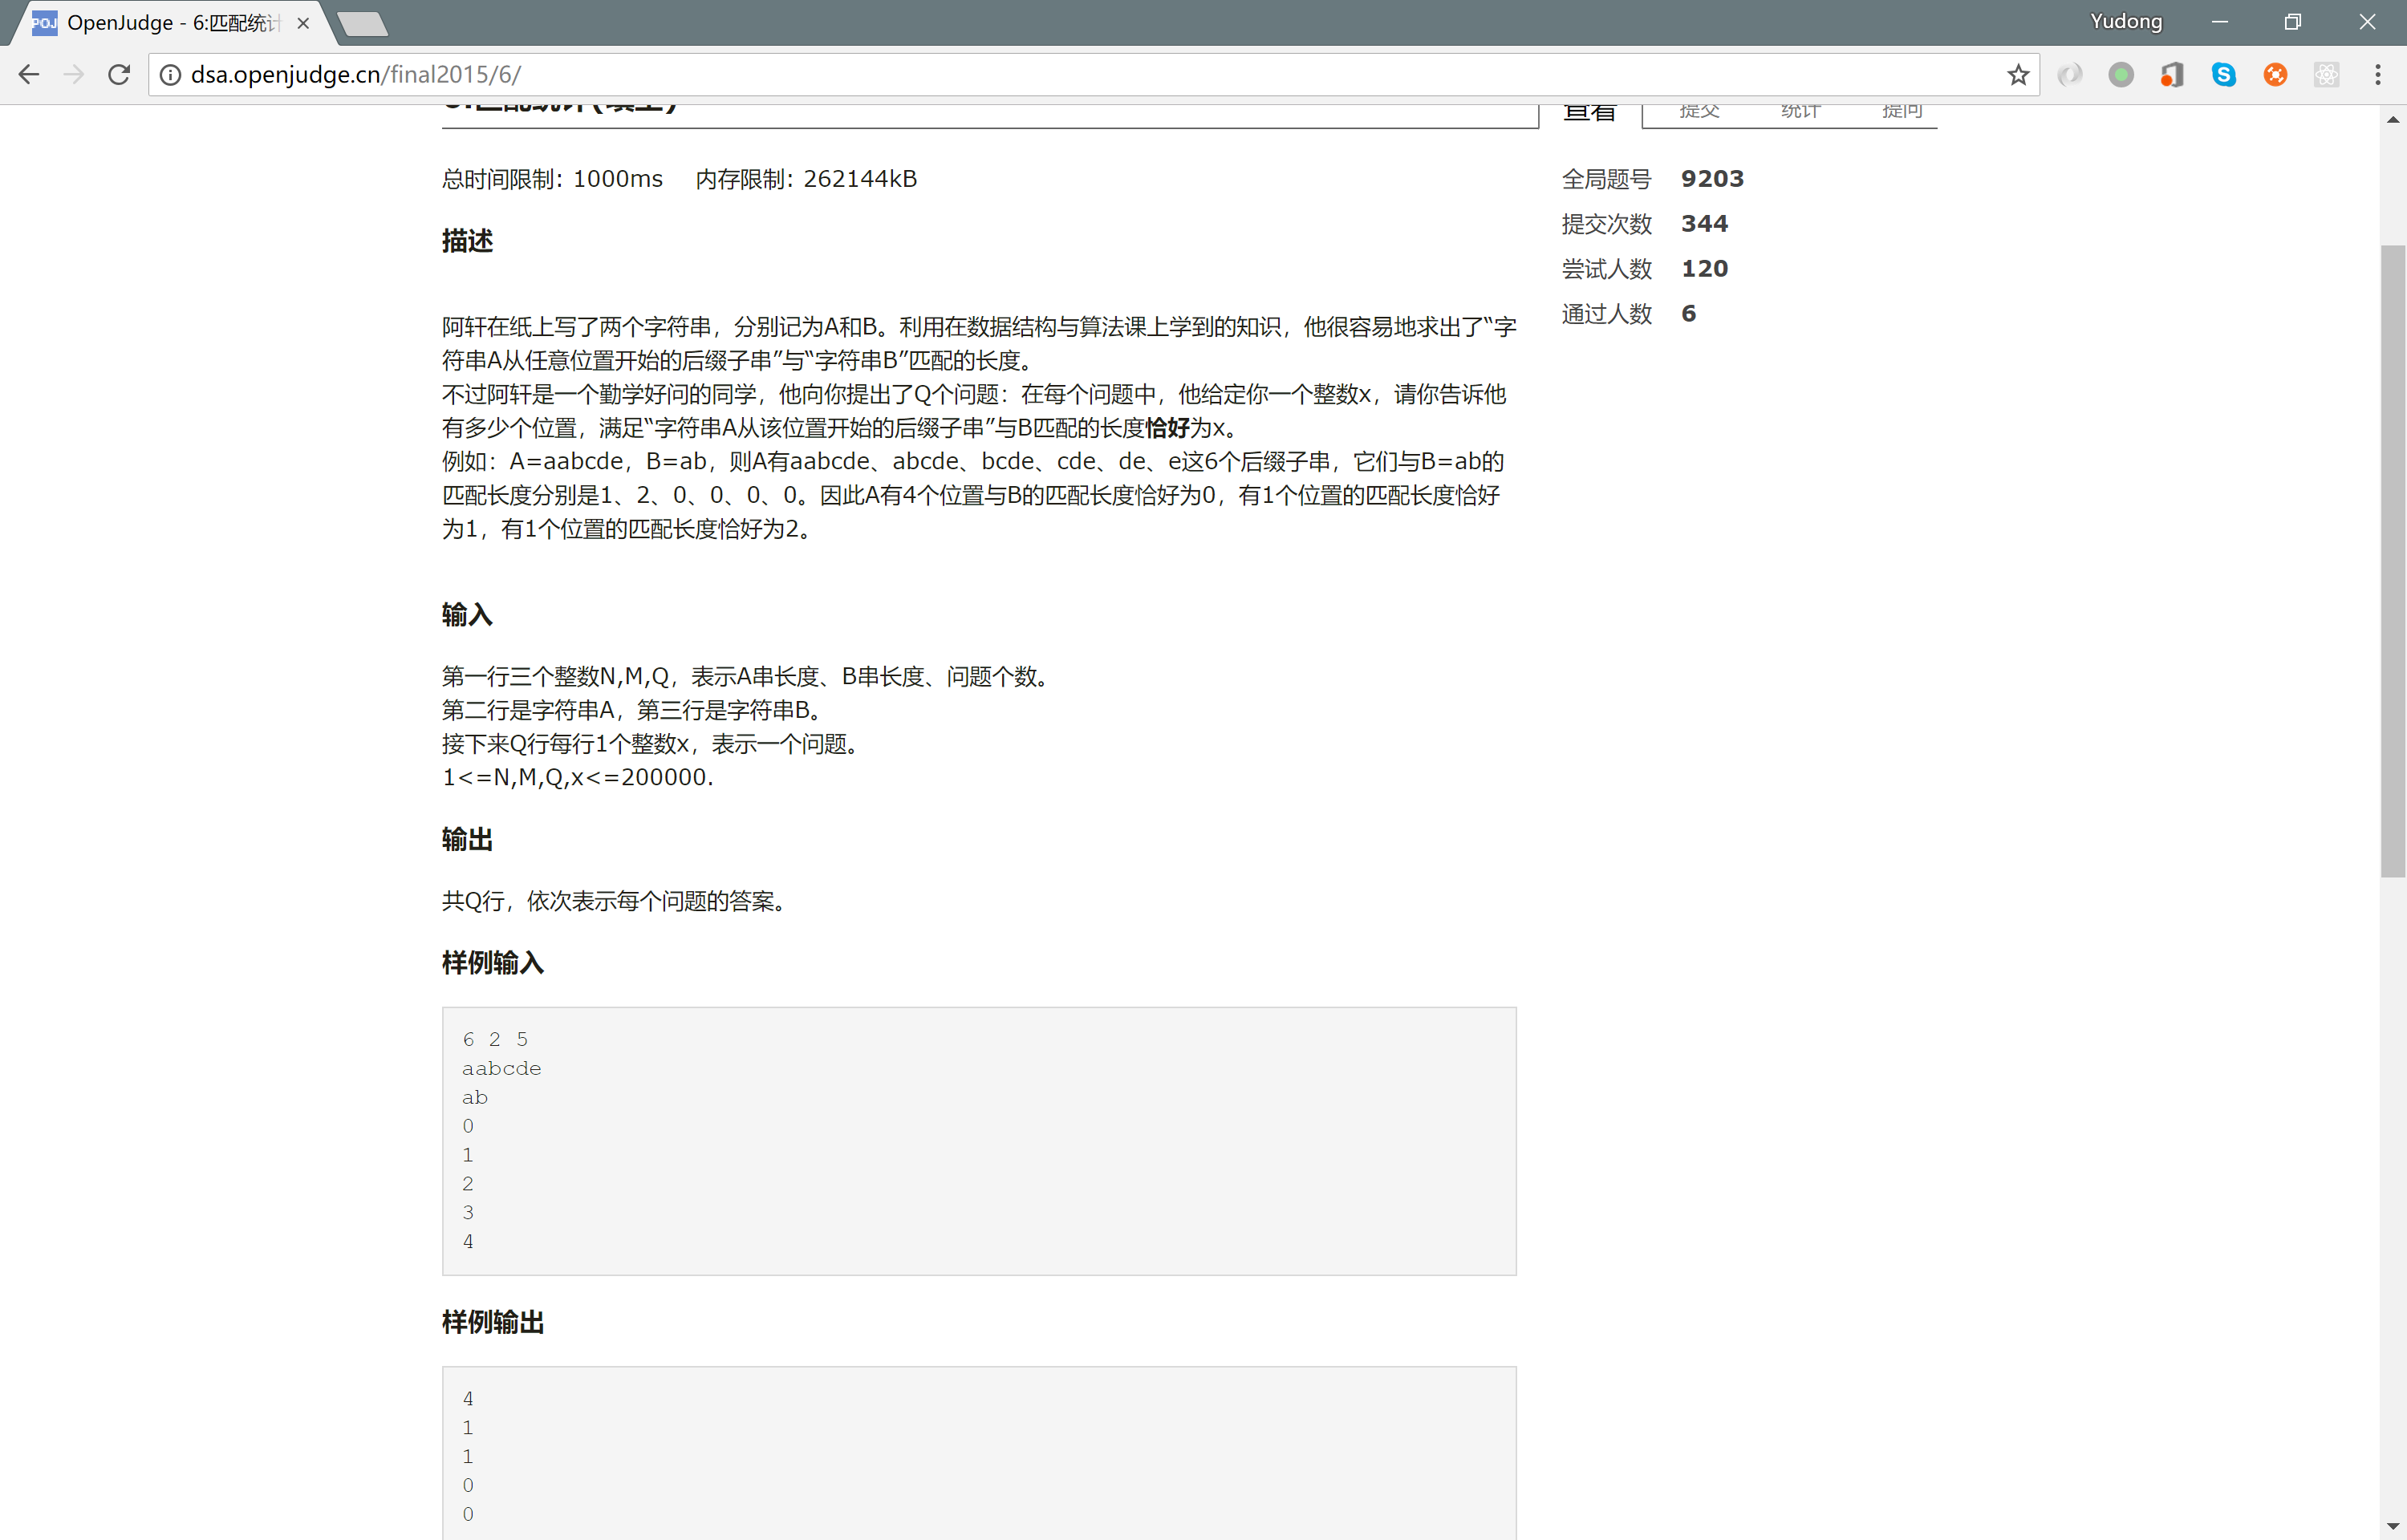 OpenJudge - 6:匹配统计
Yudong
dsa.openjudge.cn/final2015/6/
6:匹配统计(填空)
查看 提交 统计 提问
总时间限制: 1000ms 内存限制: 262144kB
全局题号 9203
提交次数 344
尝试人数 120
通过人数 6
描述
阿轩在纸上写了两个字符串，分别记为A和B。利用在数据结构与算法课上学到的知识，他很容易地求出了“字
符串A从任意位置开始的后缀子串”与“字符串B”匹配的长度。
不过阿轩是一个勤学好问的同学，他向你提出了Q个问题：在每个问题中，他给定你一个整数x，请你告诉他
有多少个位置，满足“字符串A从该位置开始的后缀子串”与B匹配的长度恰好为x。
例如：A=aabcde，B=ab，则A有aabcde、abcde、bcde、cde、de、e这6个后缀子串，它们与B=ab的
匹配长度分别是1、2、0、0、0、0。因此A有4个位置与B的匹配长度恰好为0，有1个位置的匹配长度恰好
为1，有1个位置的匹配长度恰好为2。
输入
第一行三个整数N,M,Q，表示A串长度、B串长度、问题个数。
第二行是字符串A，第三行是字符串B。
接下来Q行每行1个整数x，表示一个问题。
1<=N,M,Q,x<=200000.
输出
共Q行，依次表示每个问题的答案。
样例输入
6 2 5
aabcde
ab
0
1
2
3
4
样例输出
4
1
1
0
0